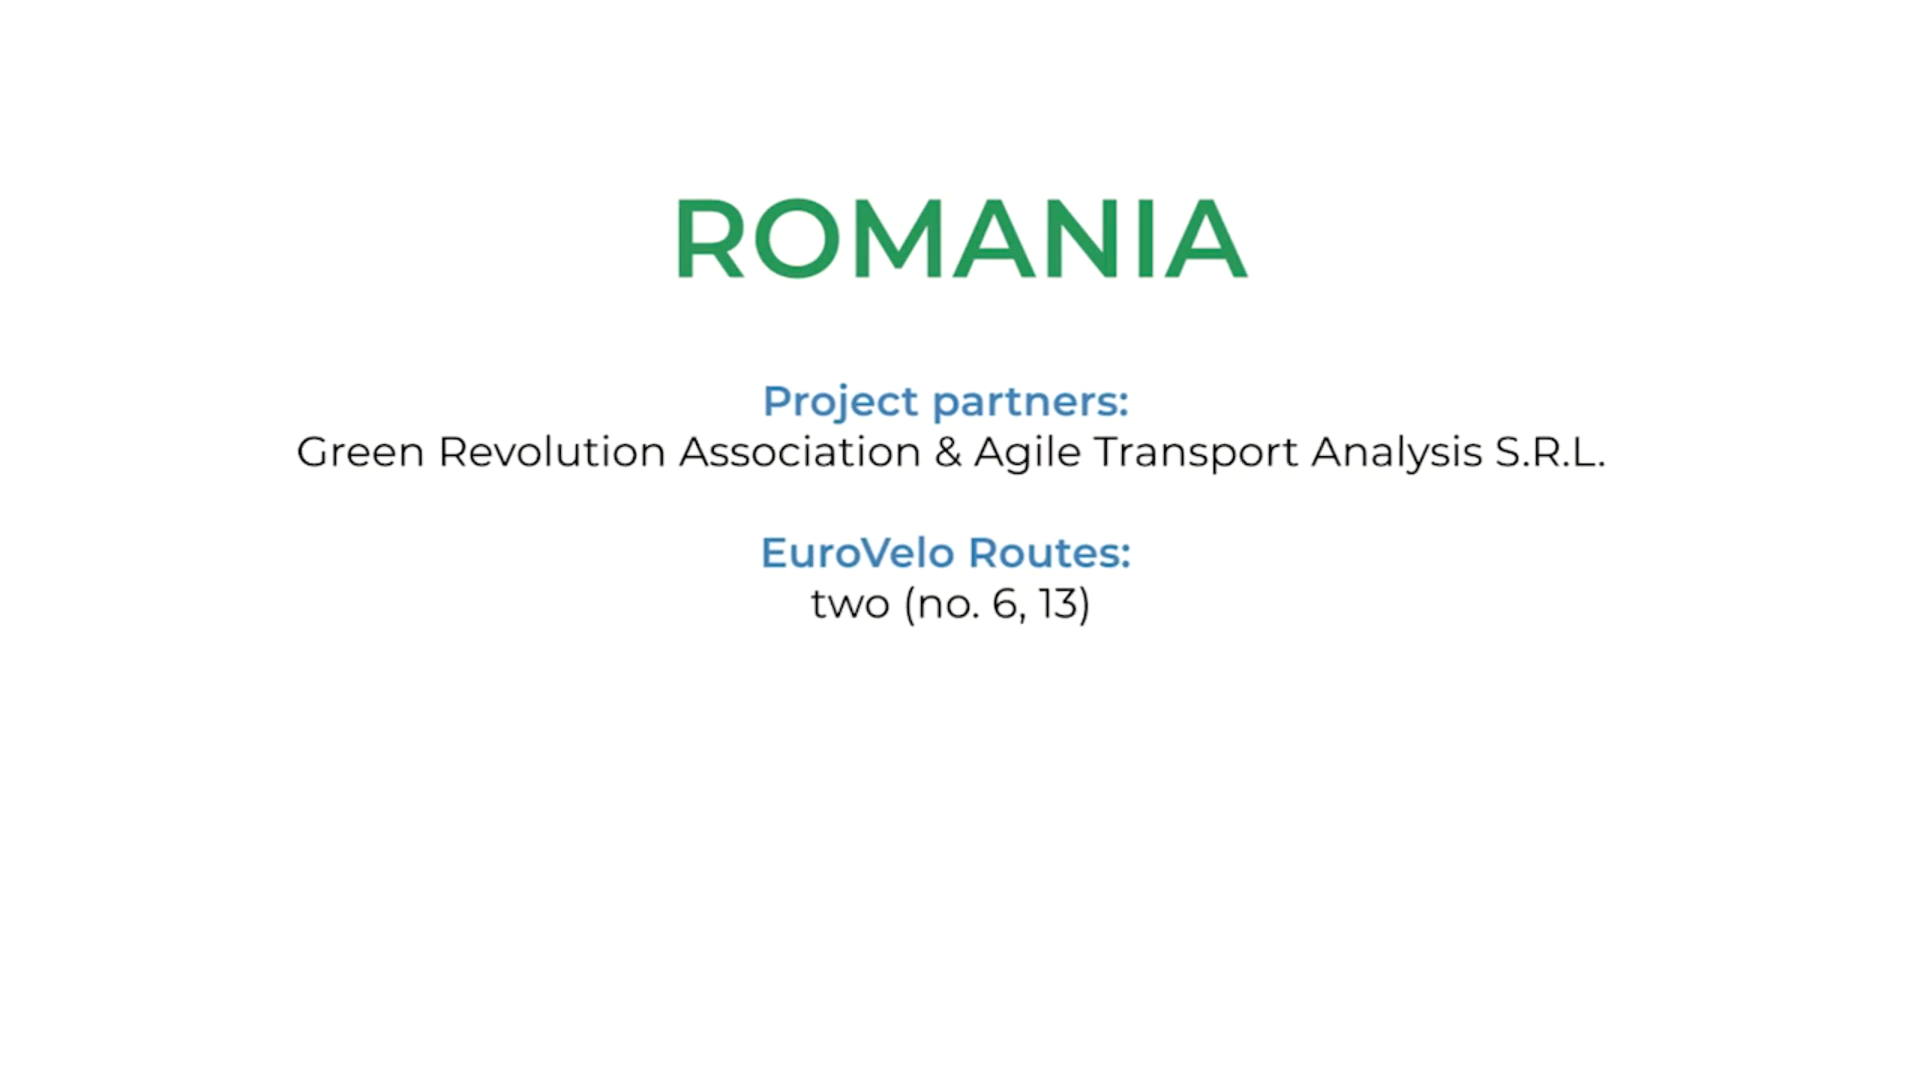 ROMANIA
Project partners:
Green Revolution Association & Agile Transport Analysis S.R.L.
EuroVelo Routes:
two (no. 6, 13)